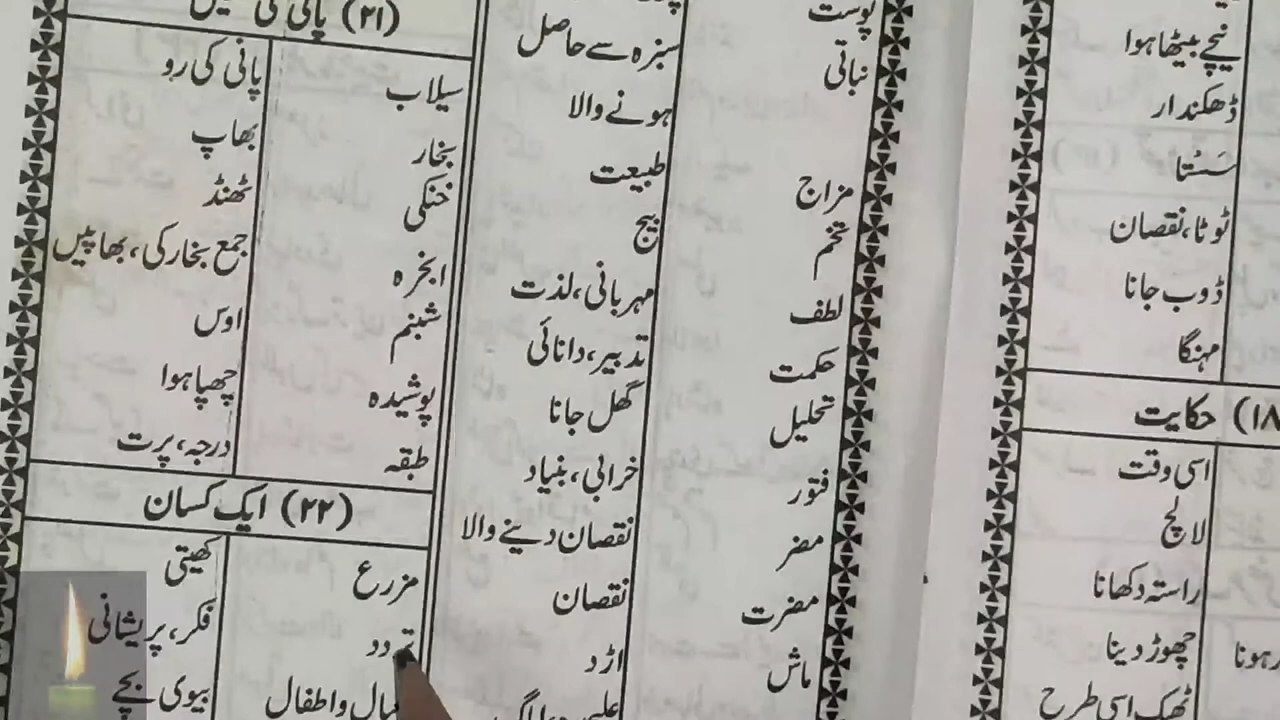 نیچے بیٹھا ہوا
ڈھکندار
سَستا
ٹوٹا، نقصان
ڈوب جانا
مہنگا
(۱۸) حکایت
اسی وقت
لالچ
راستہ دکھانا
چھوڑ دینا
ٹھیک اسی طرح
پوست
نباتی سبزہ سے حاصل
ہونے والا
مزاج طبیعت
تخم بیج
لطف مہربانی، لذت
حکمت تدبیر، دانائی
تحلیل گھل جانا
فتور خرابی، بنیاد
مضر نقصان دینے والا
مضرت نقصان
ماش اڑد
(۲۱) پانی کی
سیلاب پانی کی رو
بخار بھاپ
خنکی ٹھنڈ
ابخرہ جمع بخار کی، بھاپیں
شبنم اوس
پوشیدہ چھپا ہوا
طبقہ درجہ، پرت
(۲۲) ایک کسان
مزرع کھیتی
تردد فکر، پریشانی
واطفال بیوی بچے